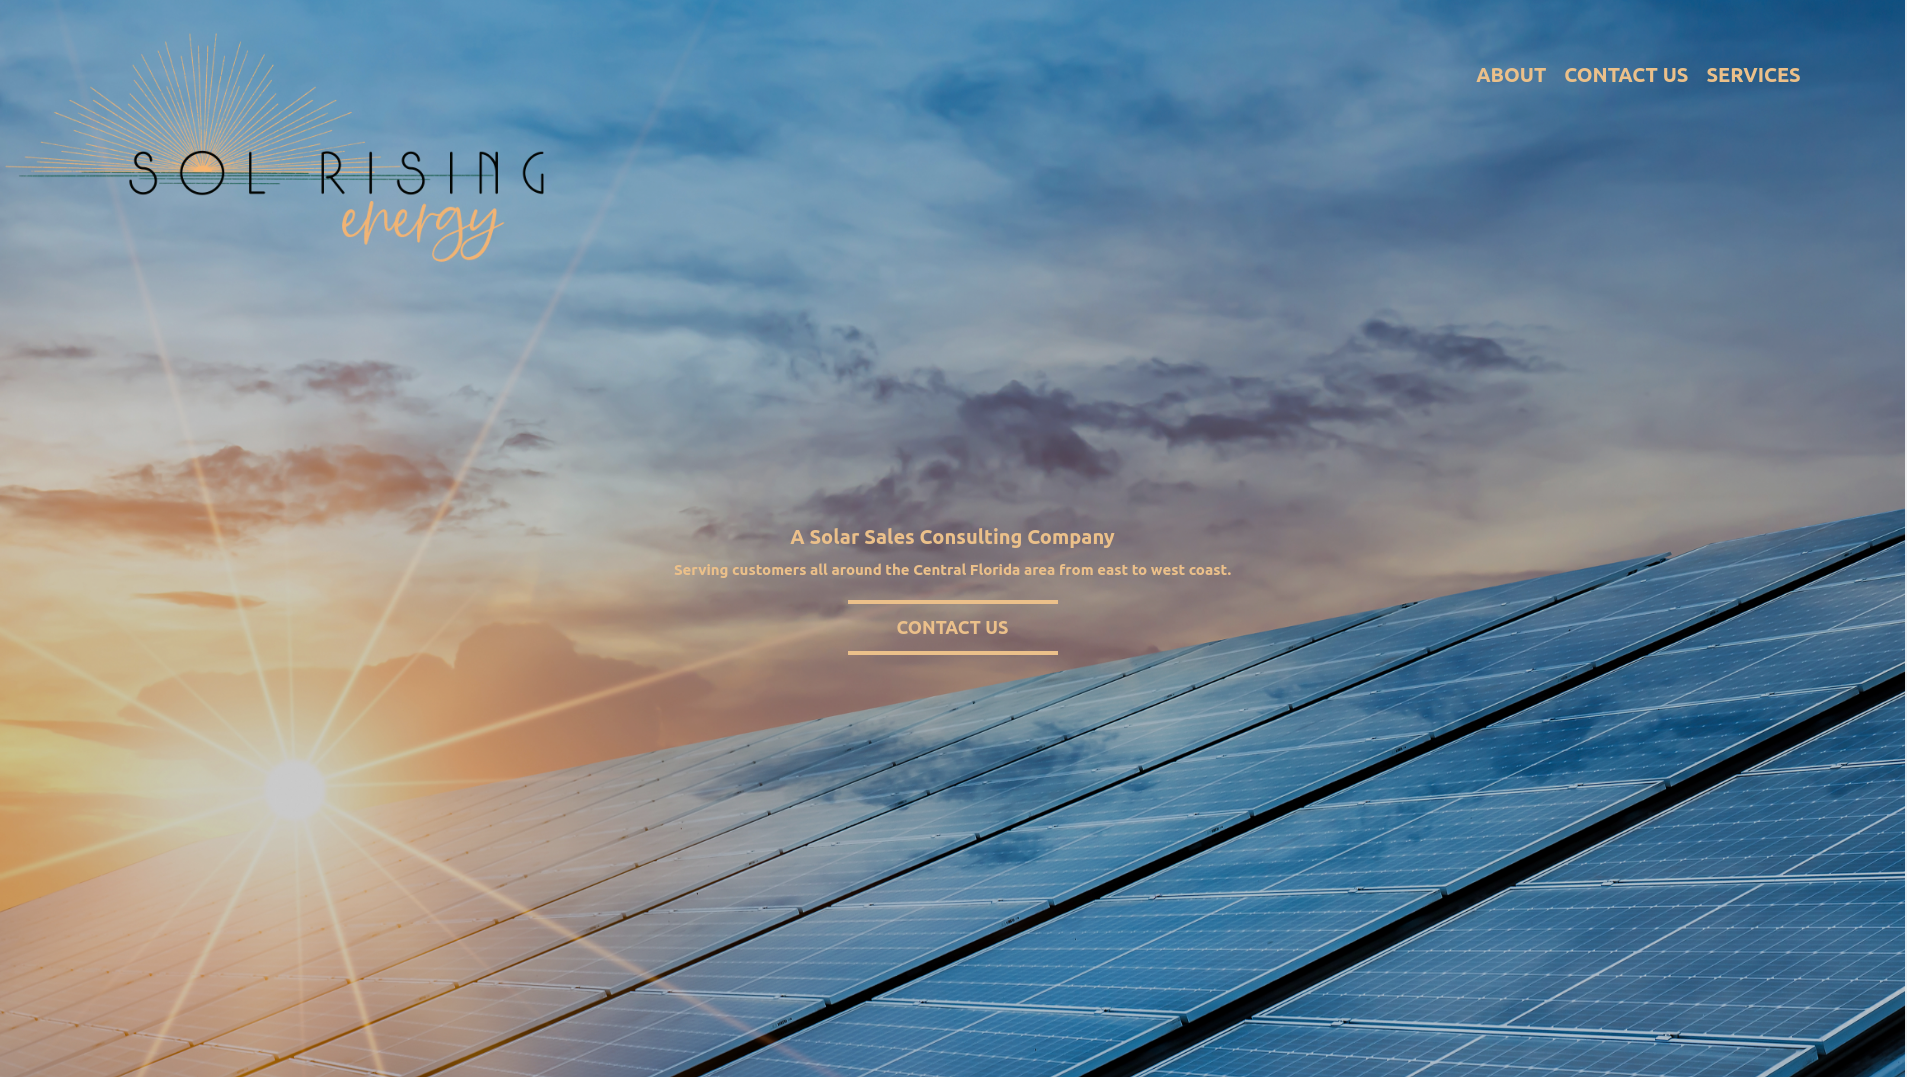 SOL RISING
energy
ABOUT CONTACT US SERVICES
A Solar Sales Consulting Company
Serving customers all around the Central Florida area from east to west coast.
CONTACT US